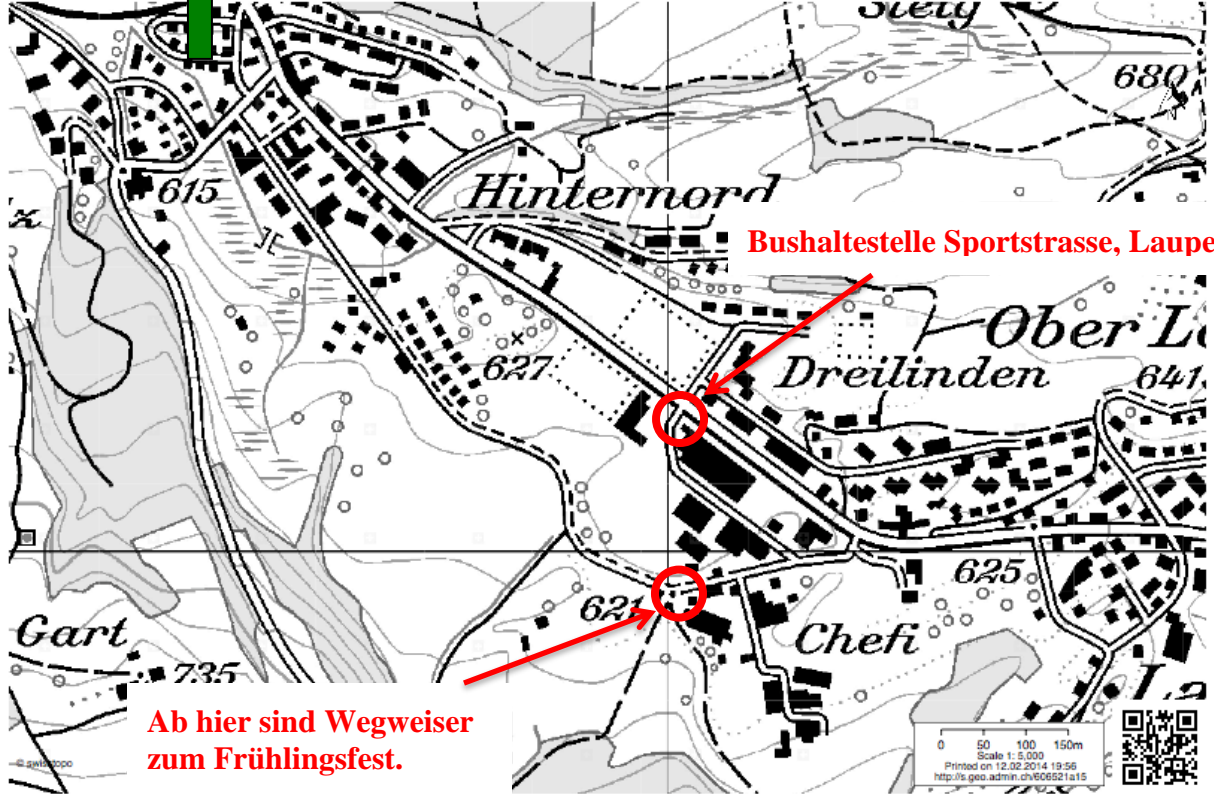 Steig
680
Hinternord
615
Bushaltestelle Sportstrasse, Laupe
Ober L
627
Dreilinden
641
625
621
Chefi
Gart
735
La
Ab hier sind Wegweiser
zum Frühlingsfest.
0 50 100 150m
Scale 1: 5,000
Printed on 12.02.2014 19:56
http://s.geo.admin.ch/606521a15
© swisstopo